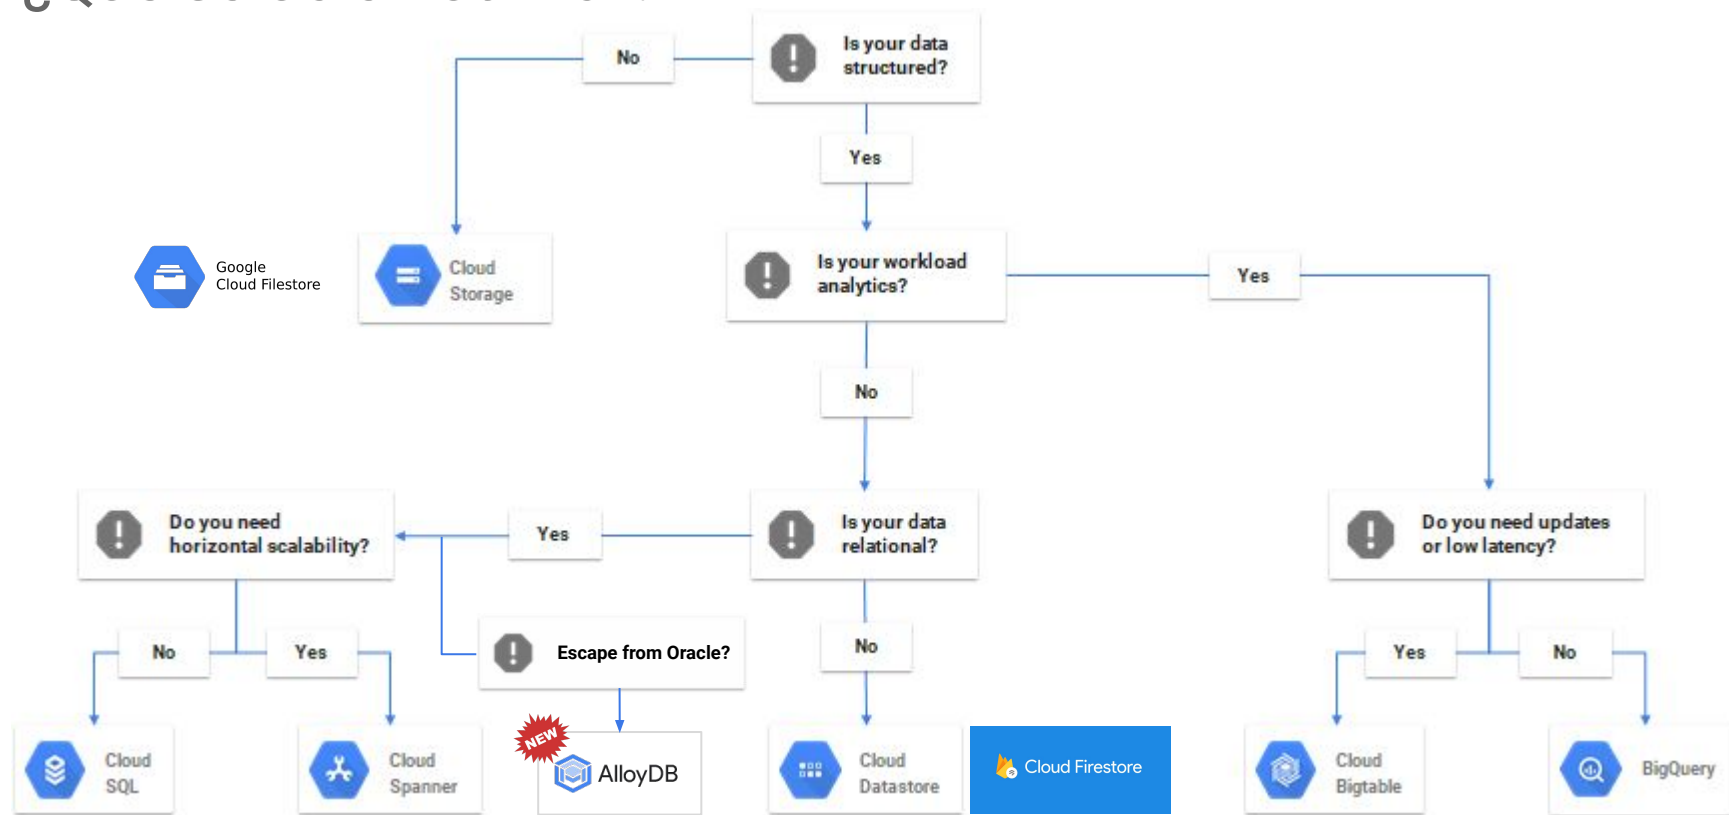 Is your data
structured?
No
Yes
Google
Cloud Filestore
Cloud
Storage
Is your workload
analytics?
Yes
No
Do you need
horizontal scalability?
Yes
Is your data
relational?
Do you need updates
or low latency?
No
Yes
Escape from Oracle?
No
Yes
No
Cloud
SQL
Cloud
Spanner
NEW
AlloyDB
Cloud
Datastore
Cloud Firestore
Cloud
Bigtable
BigQuery